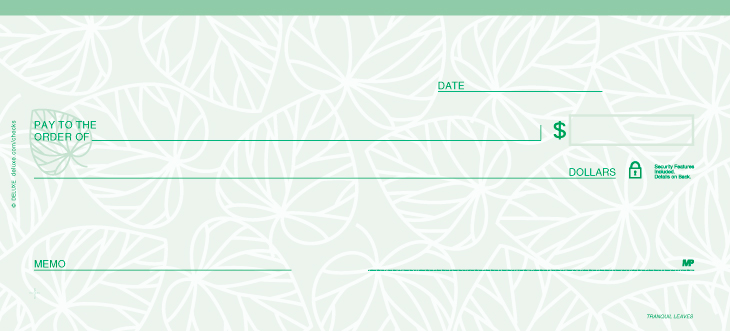 DATE
PAY TO THE
ORDER OF
$
DOLLARS
Security Features
Included.
Details on Back.
© DELUXE deluxe.com/checks
MEMO
MP
TRANQUIL LEAVES